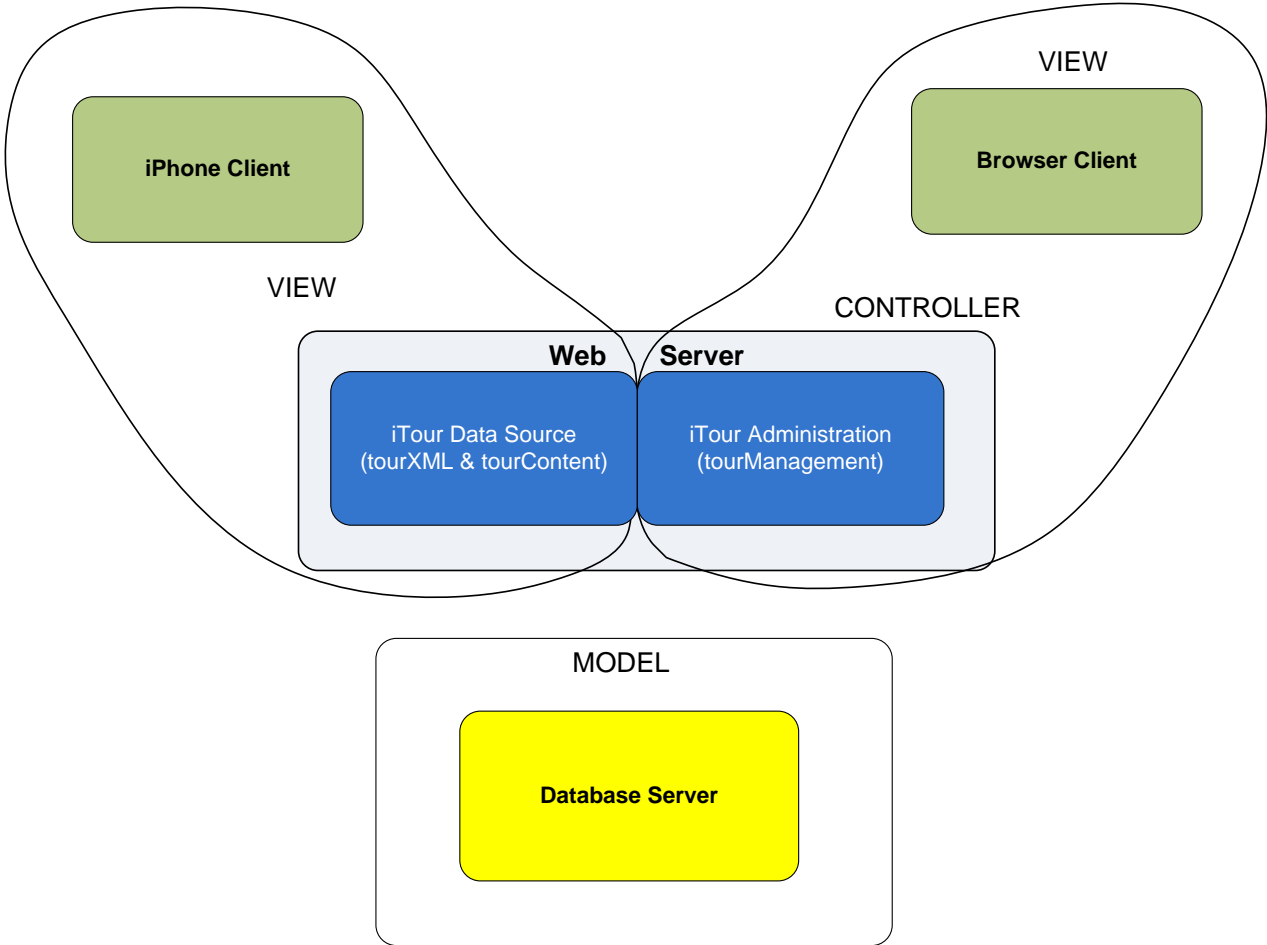 VIEW
iPhone Client
Browser Client
VIEW
CONTROLLER
Web Server
iTour Data Source
(tourXML & tourContent)
iTour Administration
(tourManagement)
MODEL
Database Server